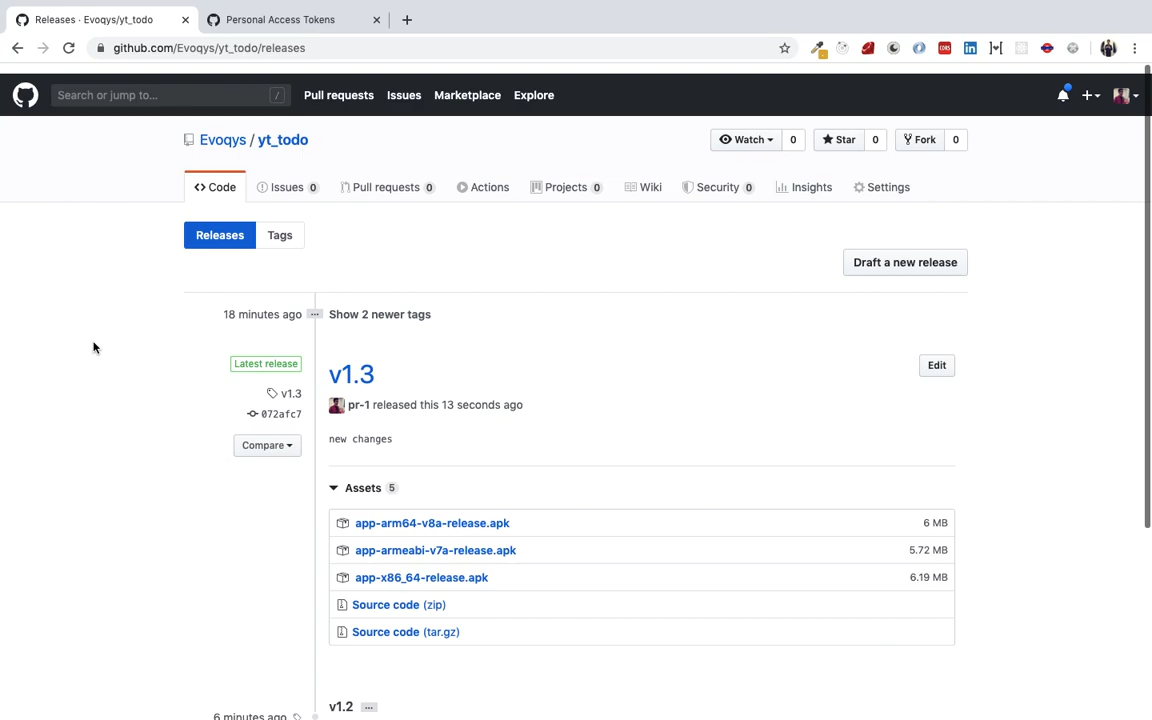 Releases · Evoqys/yt_todo
Personal Access Tokens
github.com/Evoqys/yt_todo/releases
Search or jump to...
/
Pull requests
Issues
Marketplace
Explore
Evoqys / yt_todo
Watch 0
Star 0
Fork 0
Code
Issues 0
Pull requests 0
Actions
Projects 0
Wiki
Security 0
Insights
Settings
Releases
Tags
Draft a new release
18 minutes ago
Show 2 newer tags
Latest release
v1.3
072afc7
Compare
v1.3
Edit
pr-1 released this 13 seconds ago
new changes
Assets 5
app-arm64-v8a-release.apk 6 MB
app-armeabi-v7a-release.apk 5.72 MB
app-x86_64-release.apk 6.19 MB
Source code (zip)
Source code (tar.gz)
v1.2
6 minutes ago